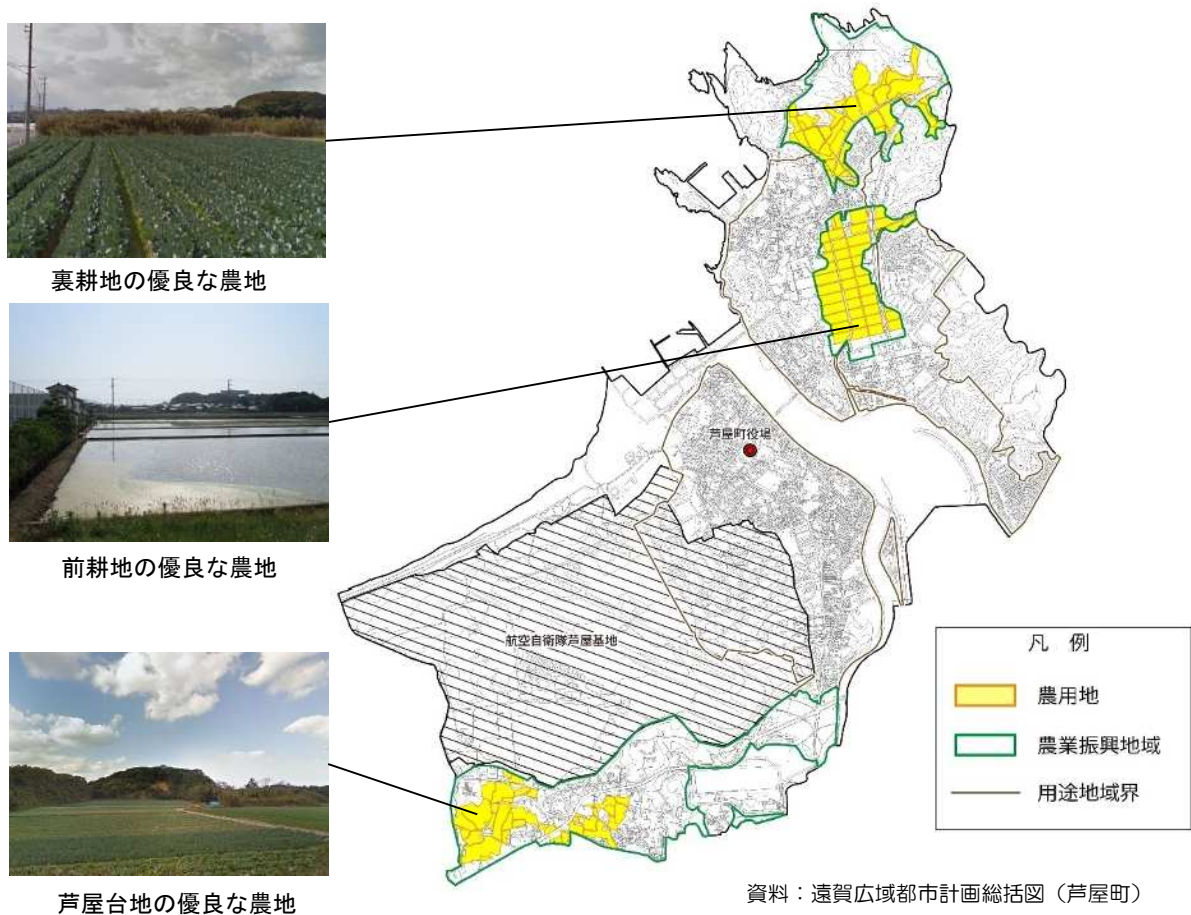 裏耕地の優良な農地
前耕地の優良な農地
芦屋台地の優良な農地
芦屋町役場
航空自衛隊芦屋基地
凡 例
農用地
農業振興地域
用途地域界
資料：遠賀広域都市計画総括図（芦屋町）